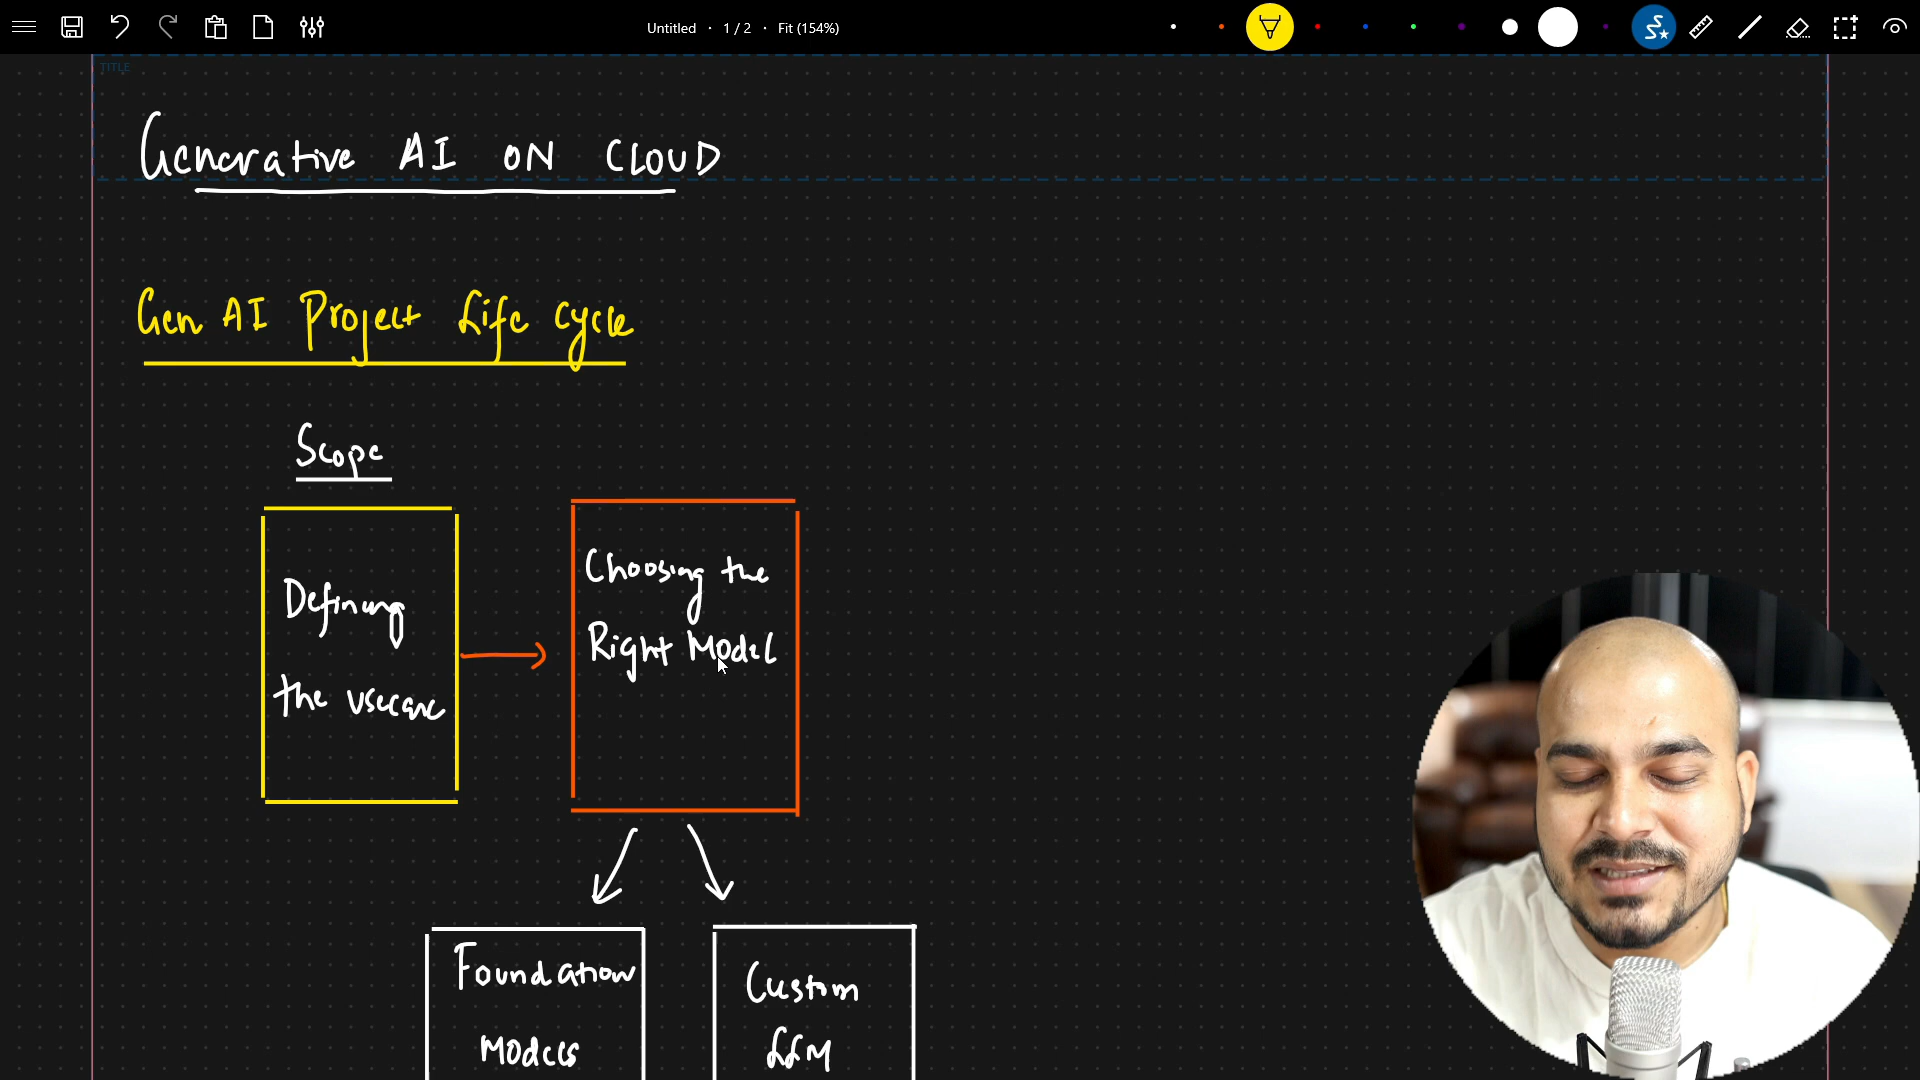 Untitled · 1 / 2 · Fit (154%)
TITLE
Generative AI ON CLOUD
Gen AI Project Life Cycle
Scope
Defining
the usecase
Choosing the
Right Model
Foundation
Models
Custom
LLM